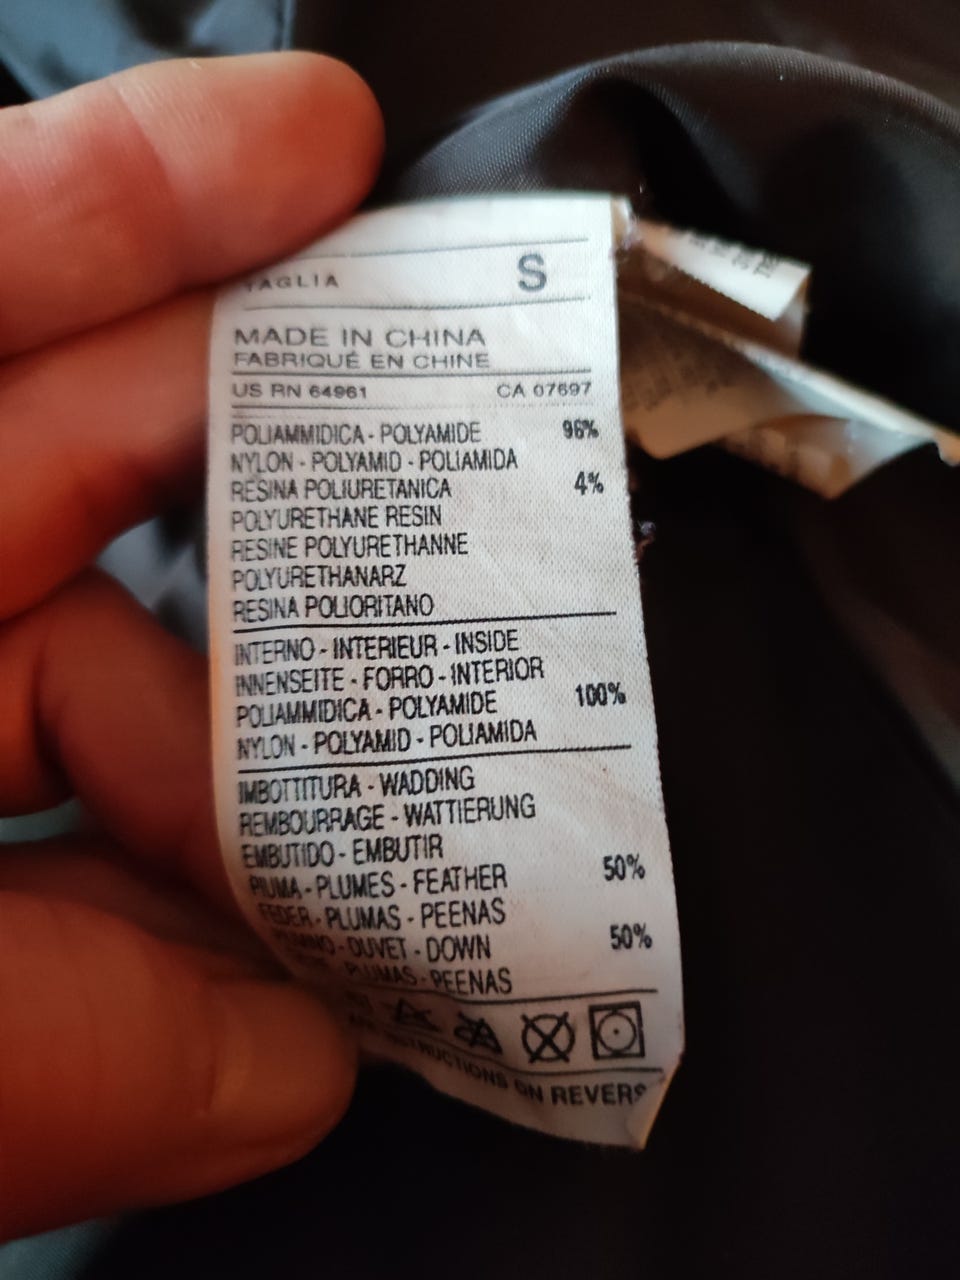 TAGLIA S
MADE IN CHINA
FABRIQUÉ EN CHINE
US RN 64961 CA 07697
POLIAMMIDICA - POLYAMIDE 96%
NYLON - POLYAMID - POLIAMIDA
RESINA POLIURETANICA 4%
POLYURETHANE RESIN
RESINE POLYURETHANNE
POLYURETHANARZ
RESINA POLIORITANO
INTERNO - INTERIEUR - INSIDE
INNENSEITE - FORRO - INTERIOR
POLIAMMIDICA - POLYAMIDE 100%
NYLON - POLYAMID - POLIAMIDA
IMBOTTITURA - WADDING
REMBOURRAGE - WATTIERUNG
EMBUTIDO - EMBUTIR
PIUMA - PLUMES - FEATHER 50%
FEDER - PLUMAS - PEENAS
DUVET - DOWN 50%
PLUMAS - PEENAS
INSTRUCTIONS ON REVERS